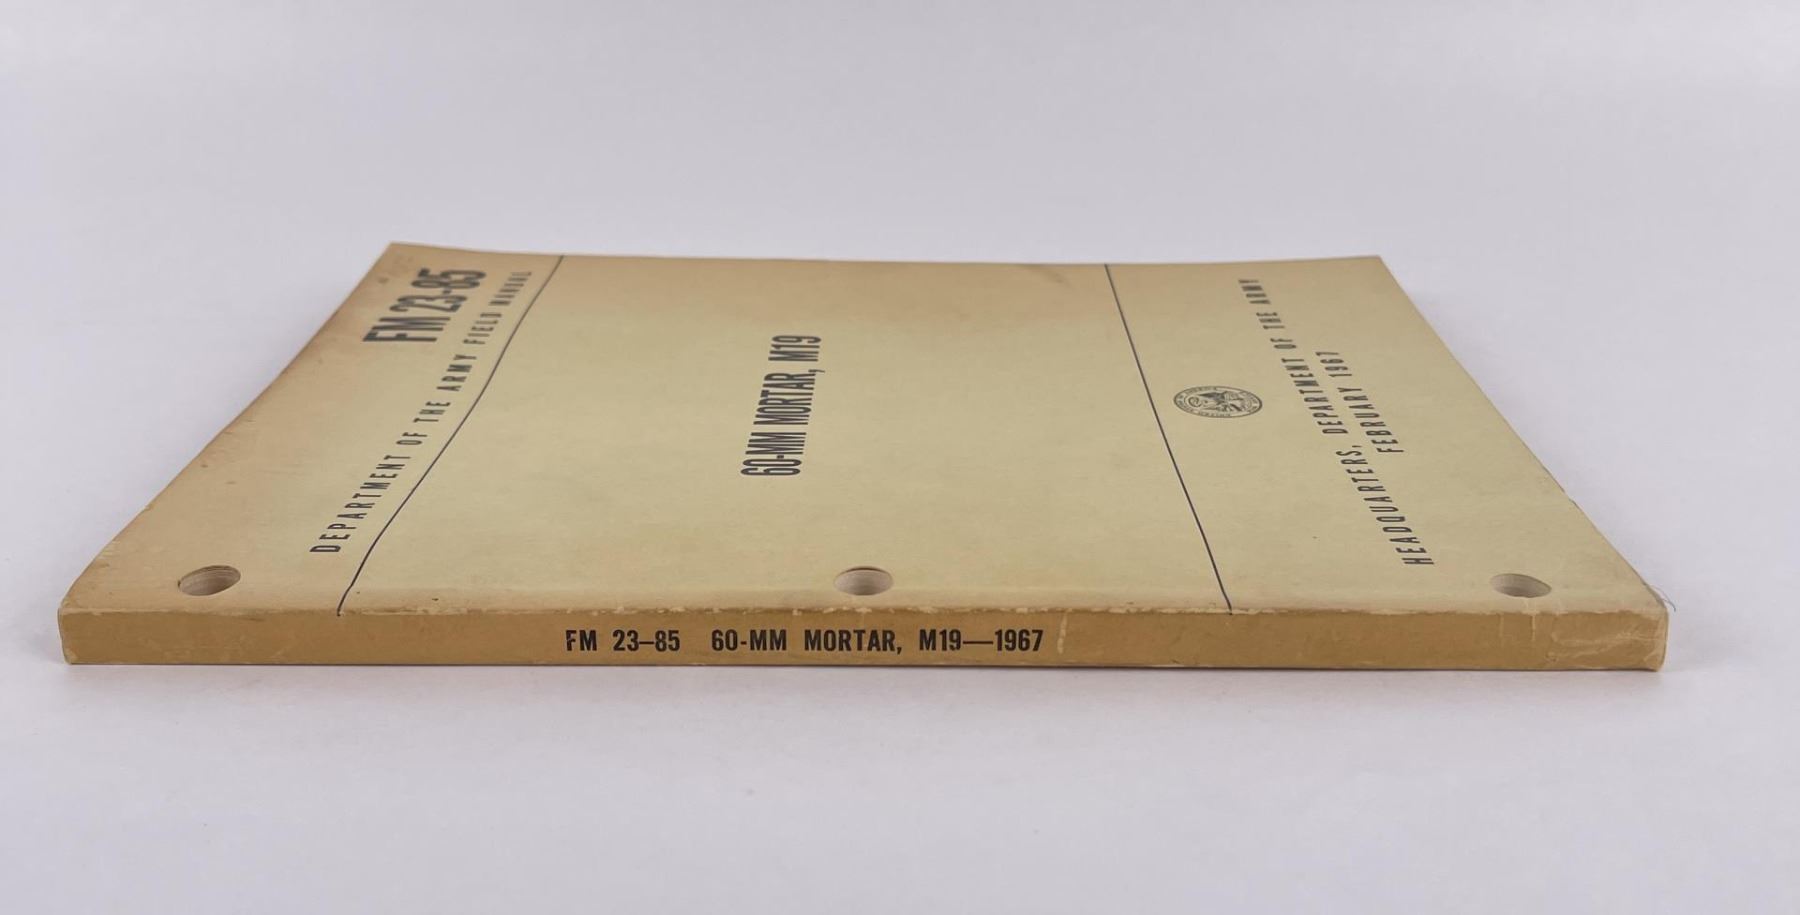 FM 23-85
DEPARTMENT OF THE ARMY FIELD MANUAL
60-MM MORTAR, M19
HEADQUARTERS, DEPARTMENT OF THE ARMY
FEBRUARY 1967
FM 23–85 60-MM MORTAR, M19—1967